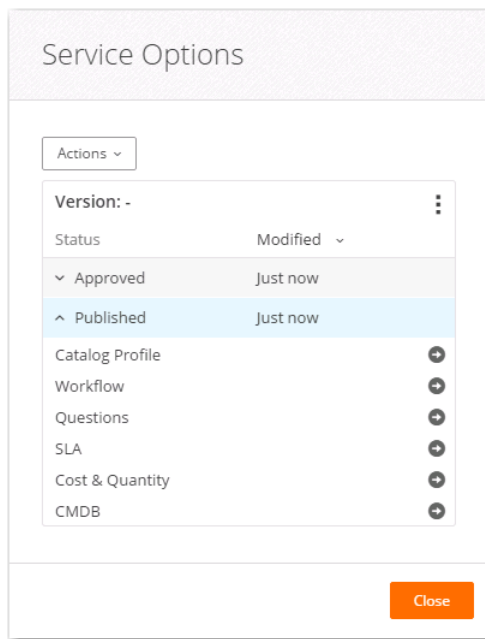 Service Options
Actions
Version: -
Status Modified
Approved Just now
Published Just now
Catalog Profile
Workflow
Questions
SLA
Cost & Quantity
CMDB
Close